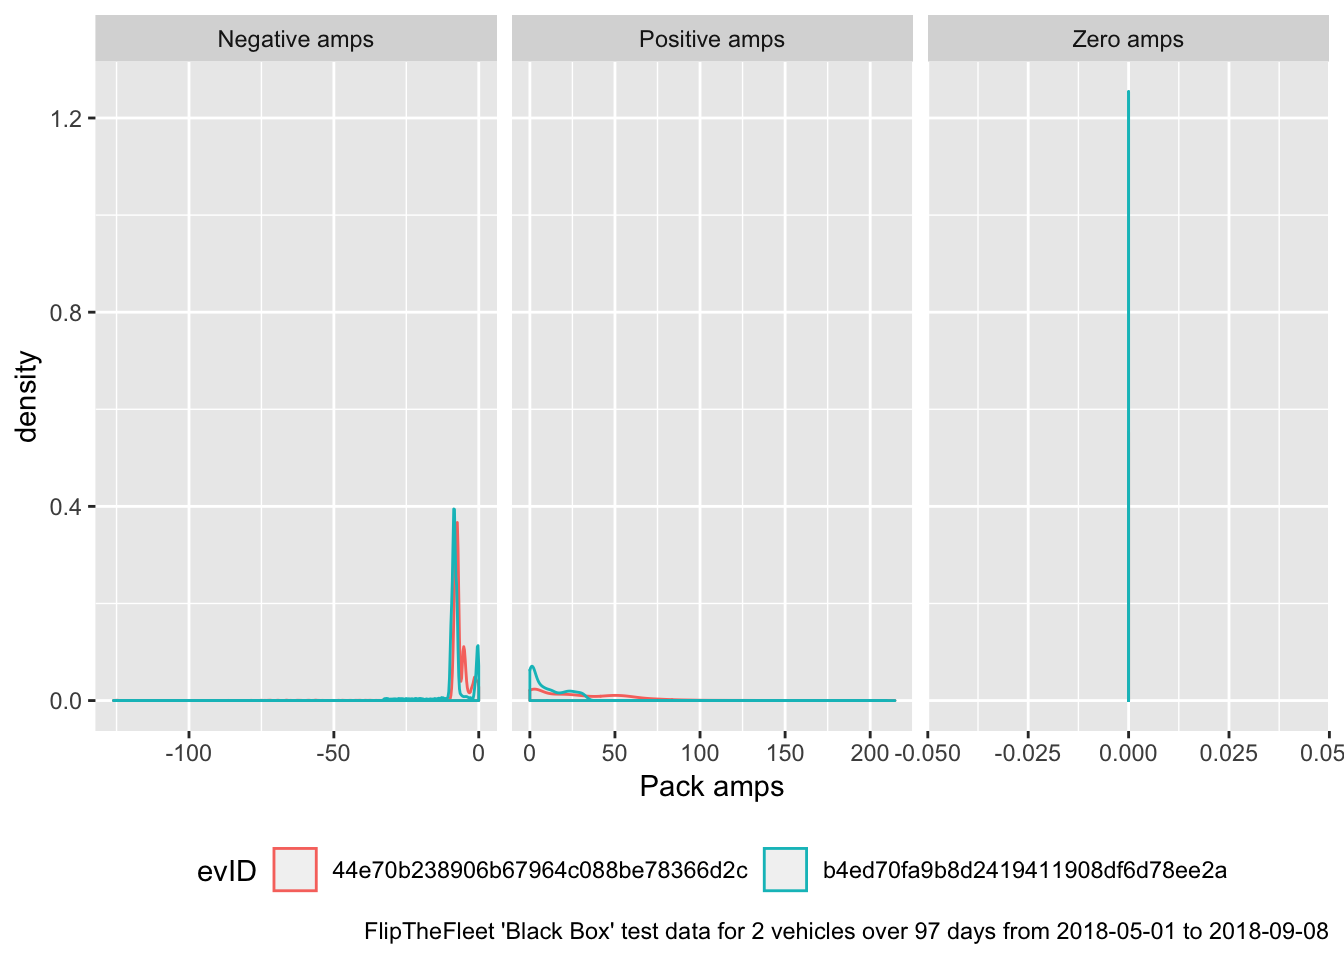 Negative amps Positive amps Zero amps
1.2
0.8
0.4
0.0
density
-100 -50 0 0 50 100 150 200 -0.050 -0.025 0.000 0.025 0.05
Pack amps
evID 44e70b238906b67964c088be78366d2c b4ed70fa9b8d2419411908df6d78ee2a
FlipTheFleet 'Black Box' test data for 2 vehicles over 97 days from 2018-05-01 to 2018-09-08